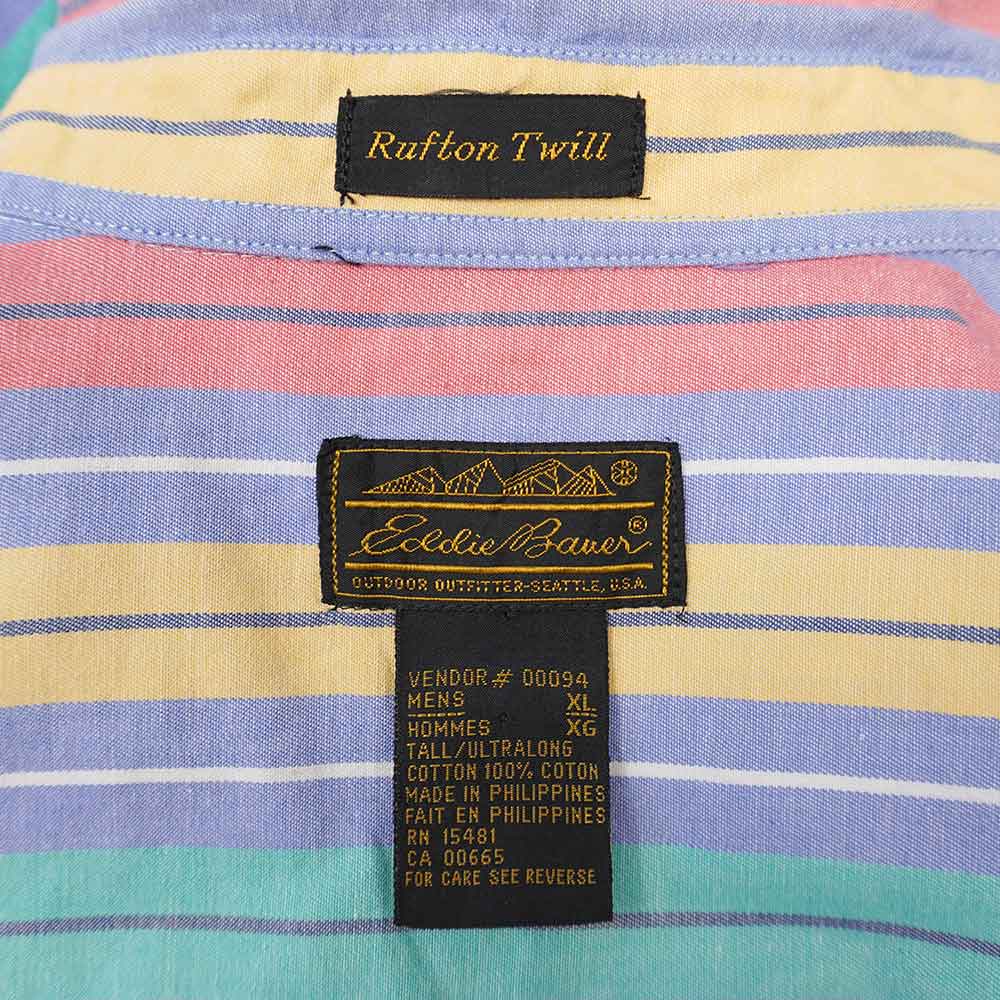 Rufton Twill
Eddie Bauer®
OUTDOOR OUTFITTER-SEATTLE, U.S.A.
VENDOR # 00094
MENS XL
HOMMES XG
TALL/ULTRALONG
COTTON 100% COTON
MADE IN PHILIPPINES
FAIT EN PHILIPPINES
RN 15481
CA 00665
FOR CARE SEE REVERSE